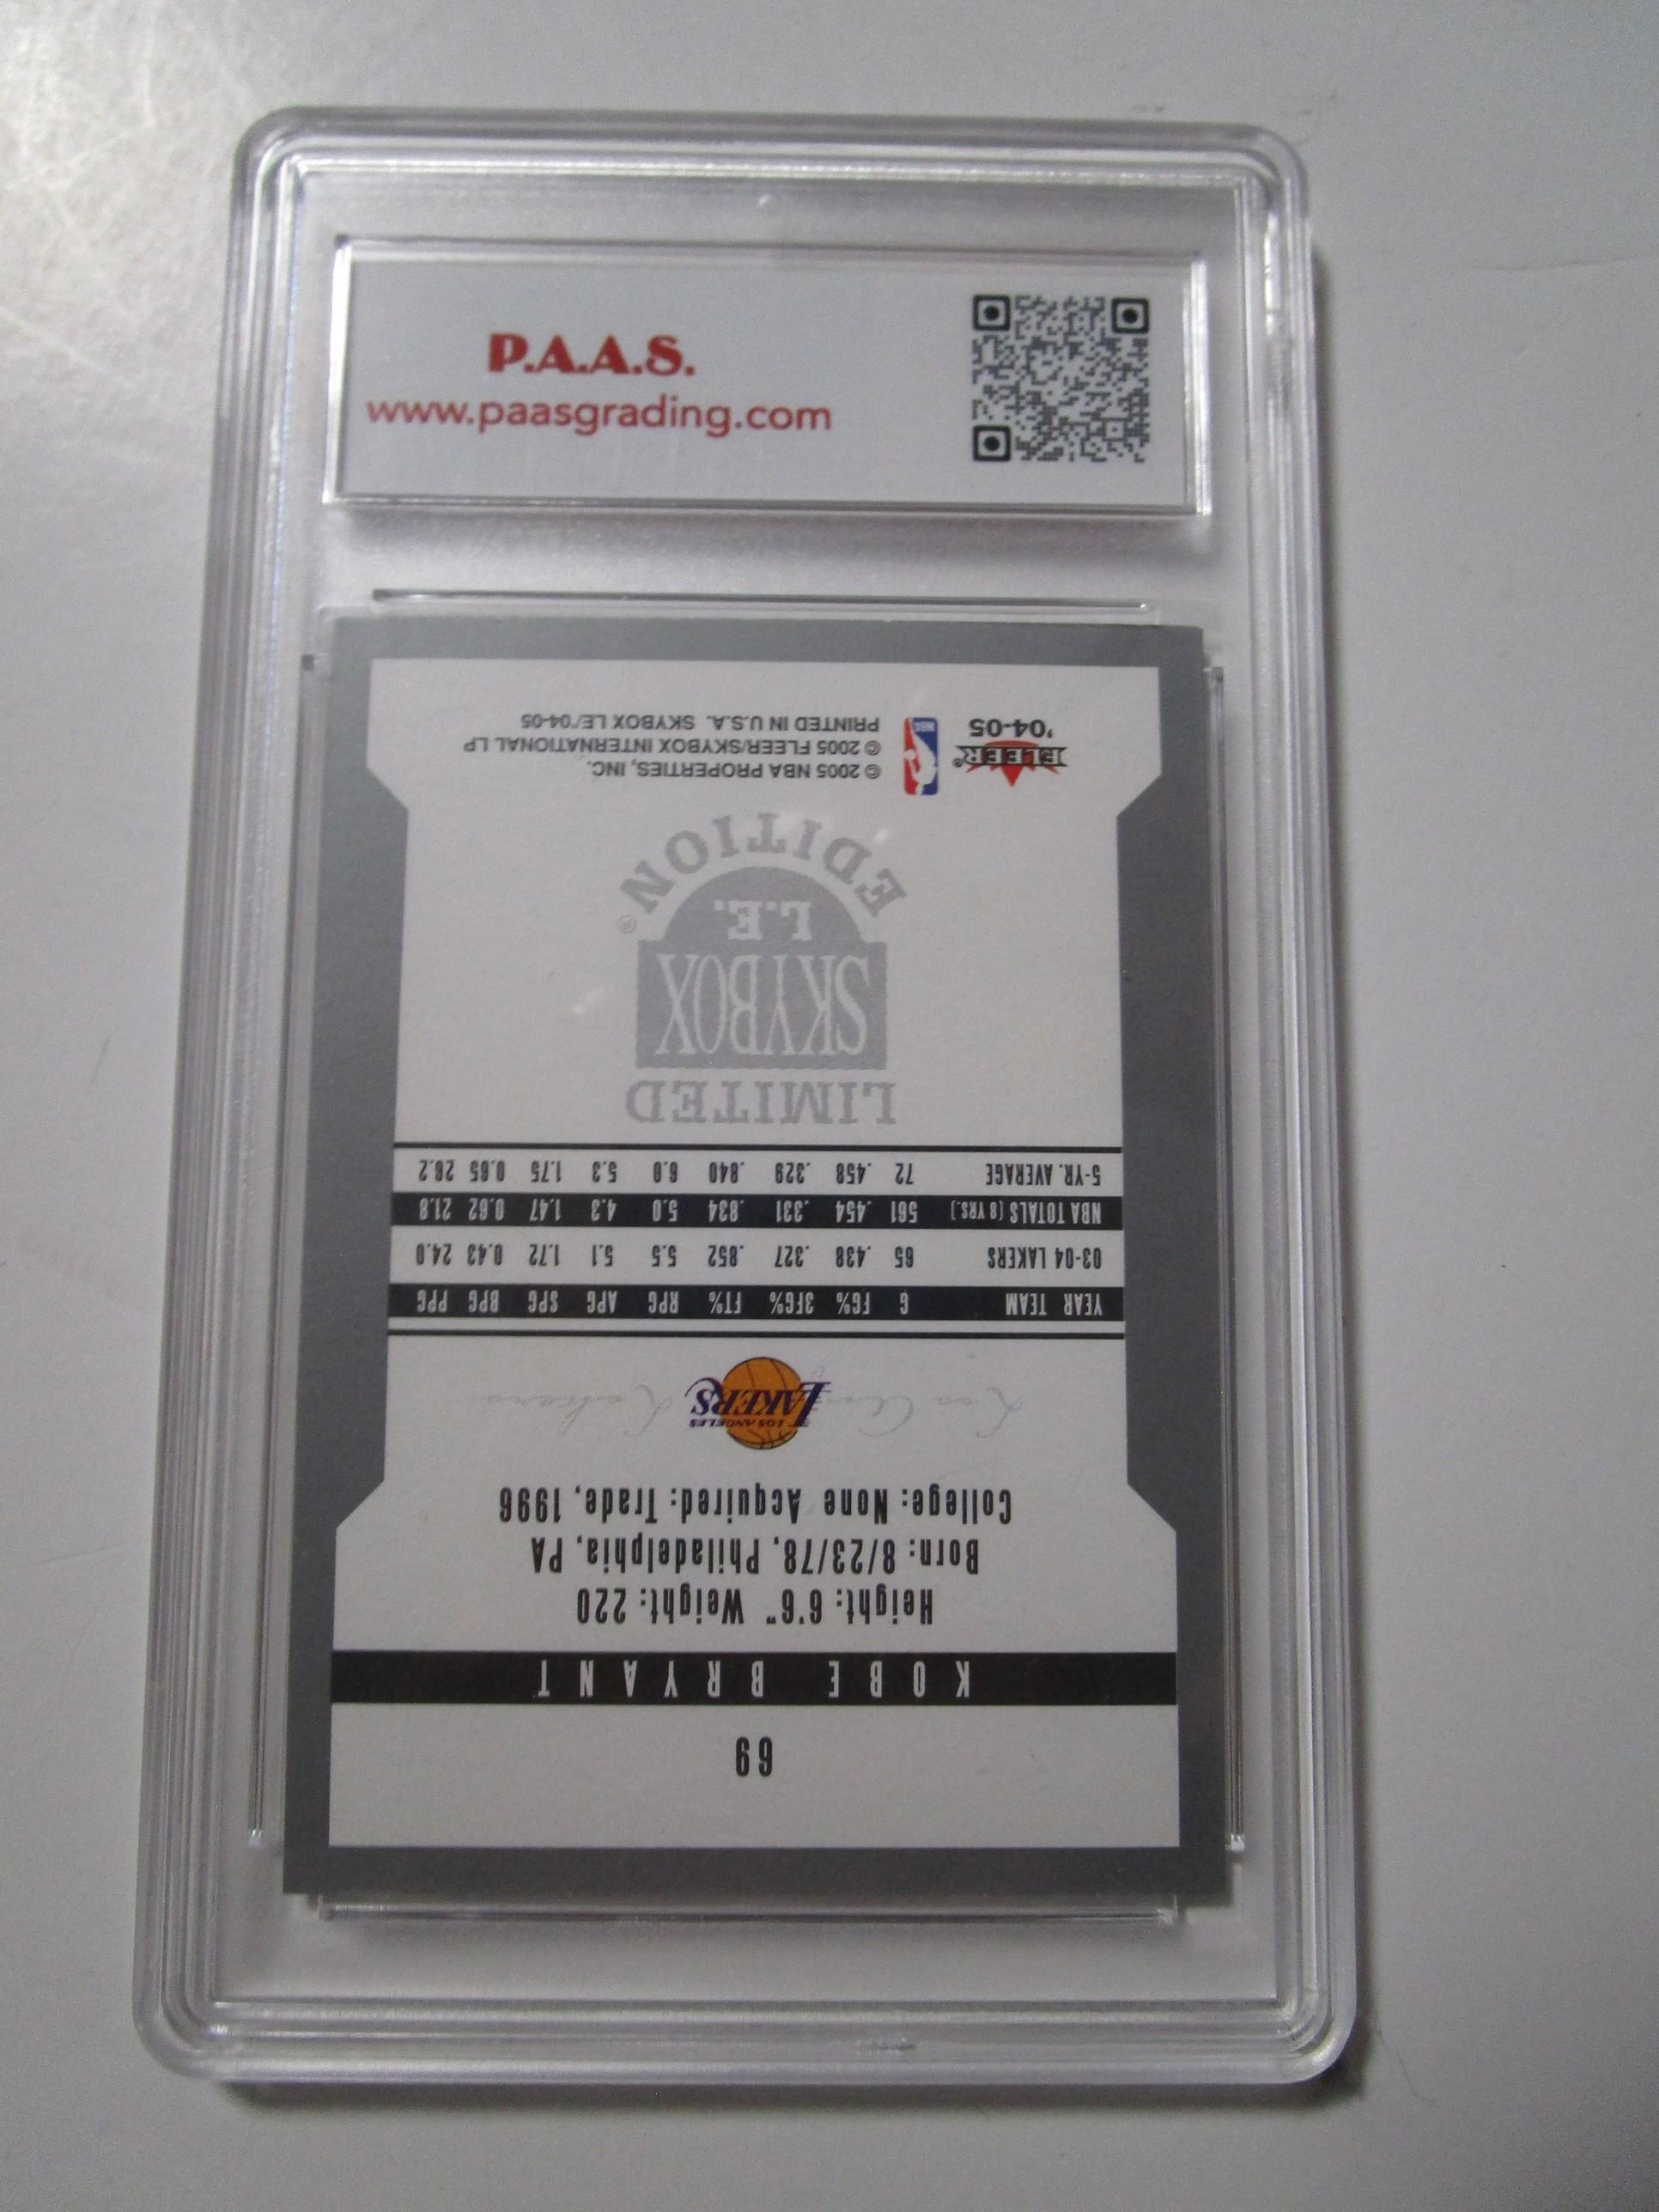 P.A.A.S.
www.paasgrading.com
69
KOBE BRYANT
Height: 6'6" Weight: 220
Born: 8/23/78, Philadelphia, PA
College: None Acquired: Trade, 1996
Los Angeles Lakers
LOS ANGELES
LAKERS
YEAR TEAM G FG% 3FG% FT% RPG APG SPG BPG PPG
03-04 LAKERS 65 .438 .327 .852 5.5 5.1 1.72 0.43 24.0
NBA TOTALS (8 YRS.) 561 .454 .331 .834 5.0 4.3 1.47 0.62 21.8
5-YR. AVERAGE 72 .458 .329 .840 6.0 5.3 1.75 0.65 26.2
LIMITED
SKYBOX
L.E.
EDITION®
FLEER®
'04-05
NBA
© 2005 NBA PROPERTIES, INC.
© 2005 FLEER/SKYBOX INTERNATIONAL LP
PRINTED IN U.S.A. SKYBOX LE/'04-05